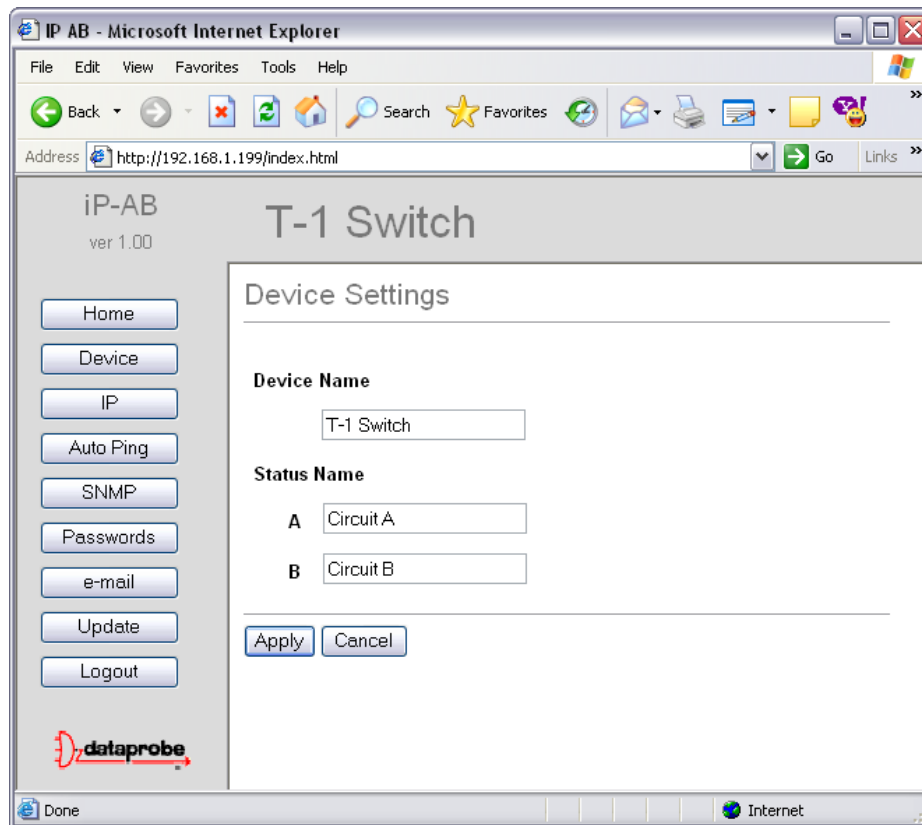 IP AB - Microsoft Internet Explorer
File Edit View Favorites Tools Help
Back Search Favorites
Address http://192.168.1.199/index.html Go Links
iP-AB
ver 1.00
T-1 Switch
Home
Device
IP
Auto Ping
SNMP
Passwords
e-mail
Update
Logout
dataprobe
Device Settings
Device Name
T-1 Switch
Status Name
A Circuit A
B Circuit B
Apply Cancel
Done Internet